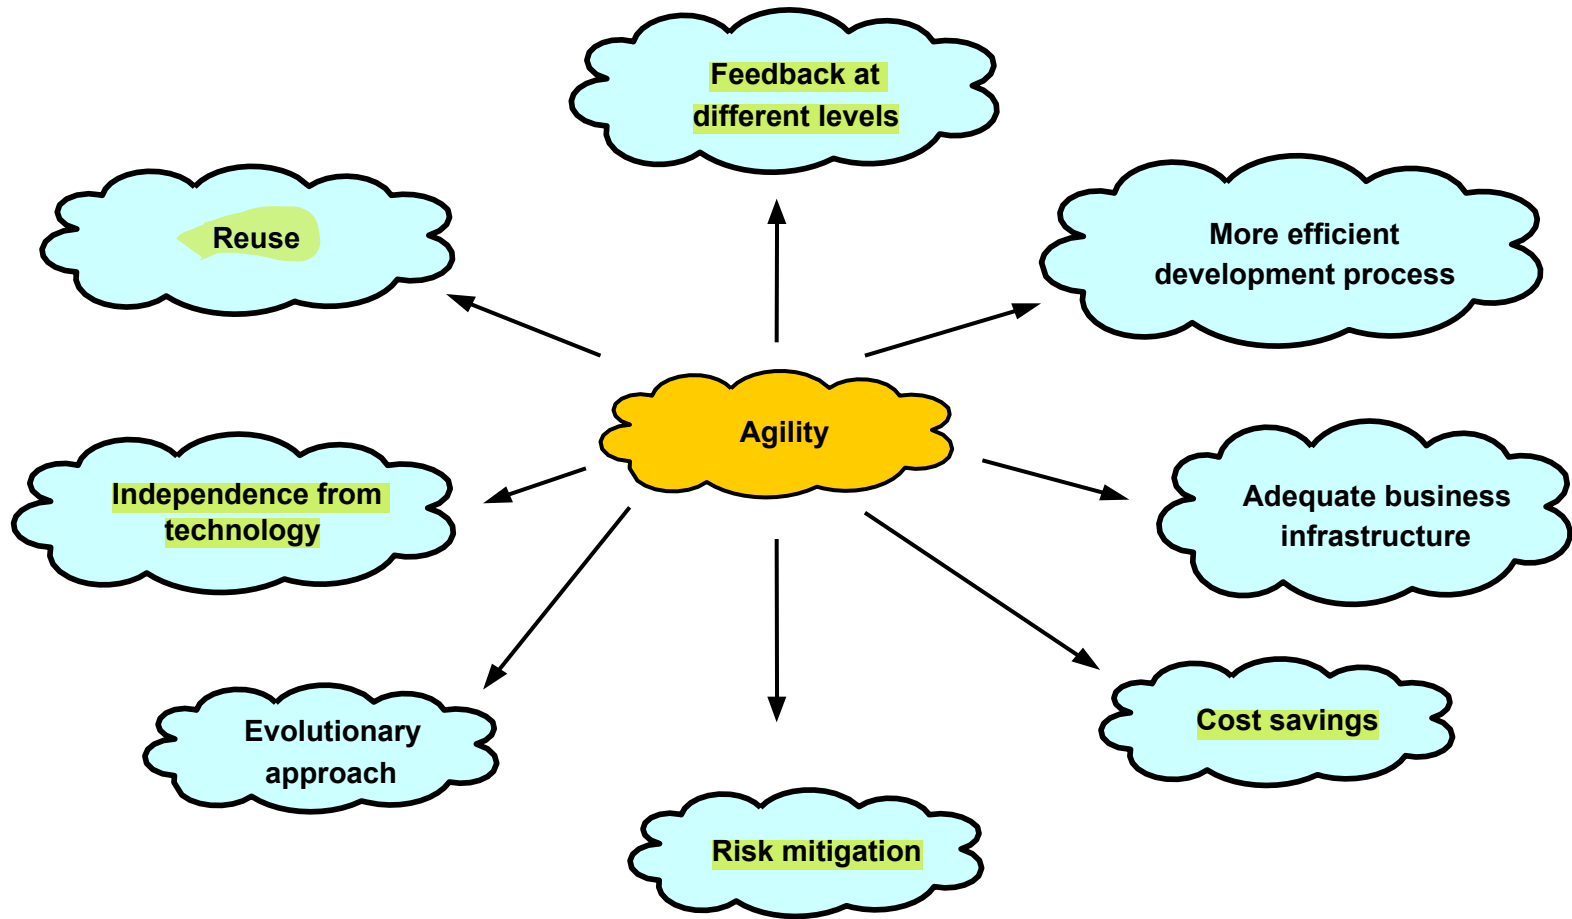 Feedback at
different levels
Reuse
More efficient
development process
Agility
Independence from
technology
Adequate business
infrastructure
Evolutionary
approach
Cost savings
Risk mitigation